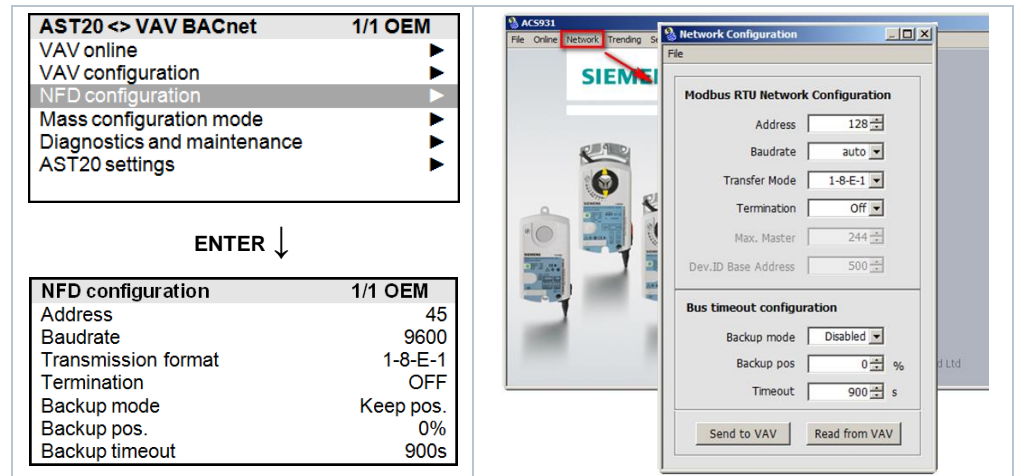 AST20 <> VAV BACnet 1/1 OEM
VAV online
VAV configuration
NFD configuration
Mass configuration mode
Diagnostics and maintenance
AST20 settings
ENTER ↓
NFD configuration 1/1 OEM
Address 45
Baudrate 9600
Transmission format 1-8-E-1
Termination OFF
Backup mode Keep pos.
Backup pos. 0%
Backup timeout 900s
ACS931
File Online Network Trending Se
SIEME
Network Configuration
File
Modbus RTU Network Configuration
Address 128
Baudrate auto
Transfer Mode 1-8-E-1
Termination Off
Max. Master 244
Dev.ID Base Address 500
Bus timeout configuration
Backup mode Disabled
Backup pos 0 %
Timeout 900 s
Send to VAV Read from VAV
d Ltd